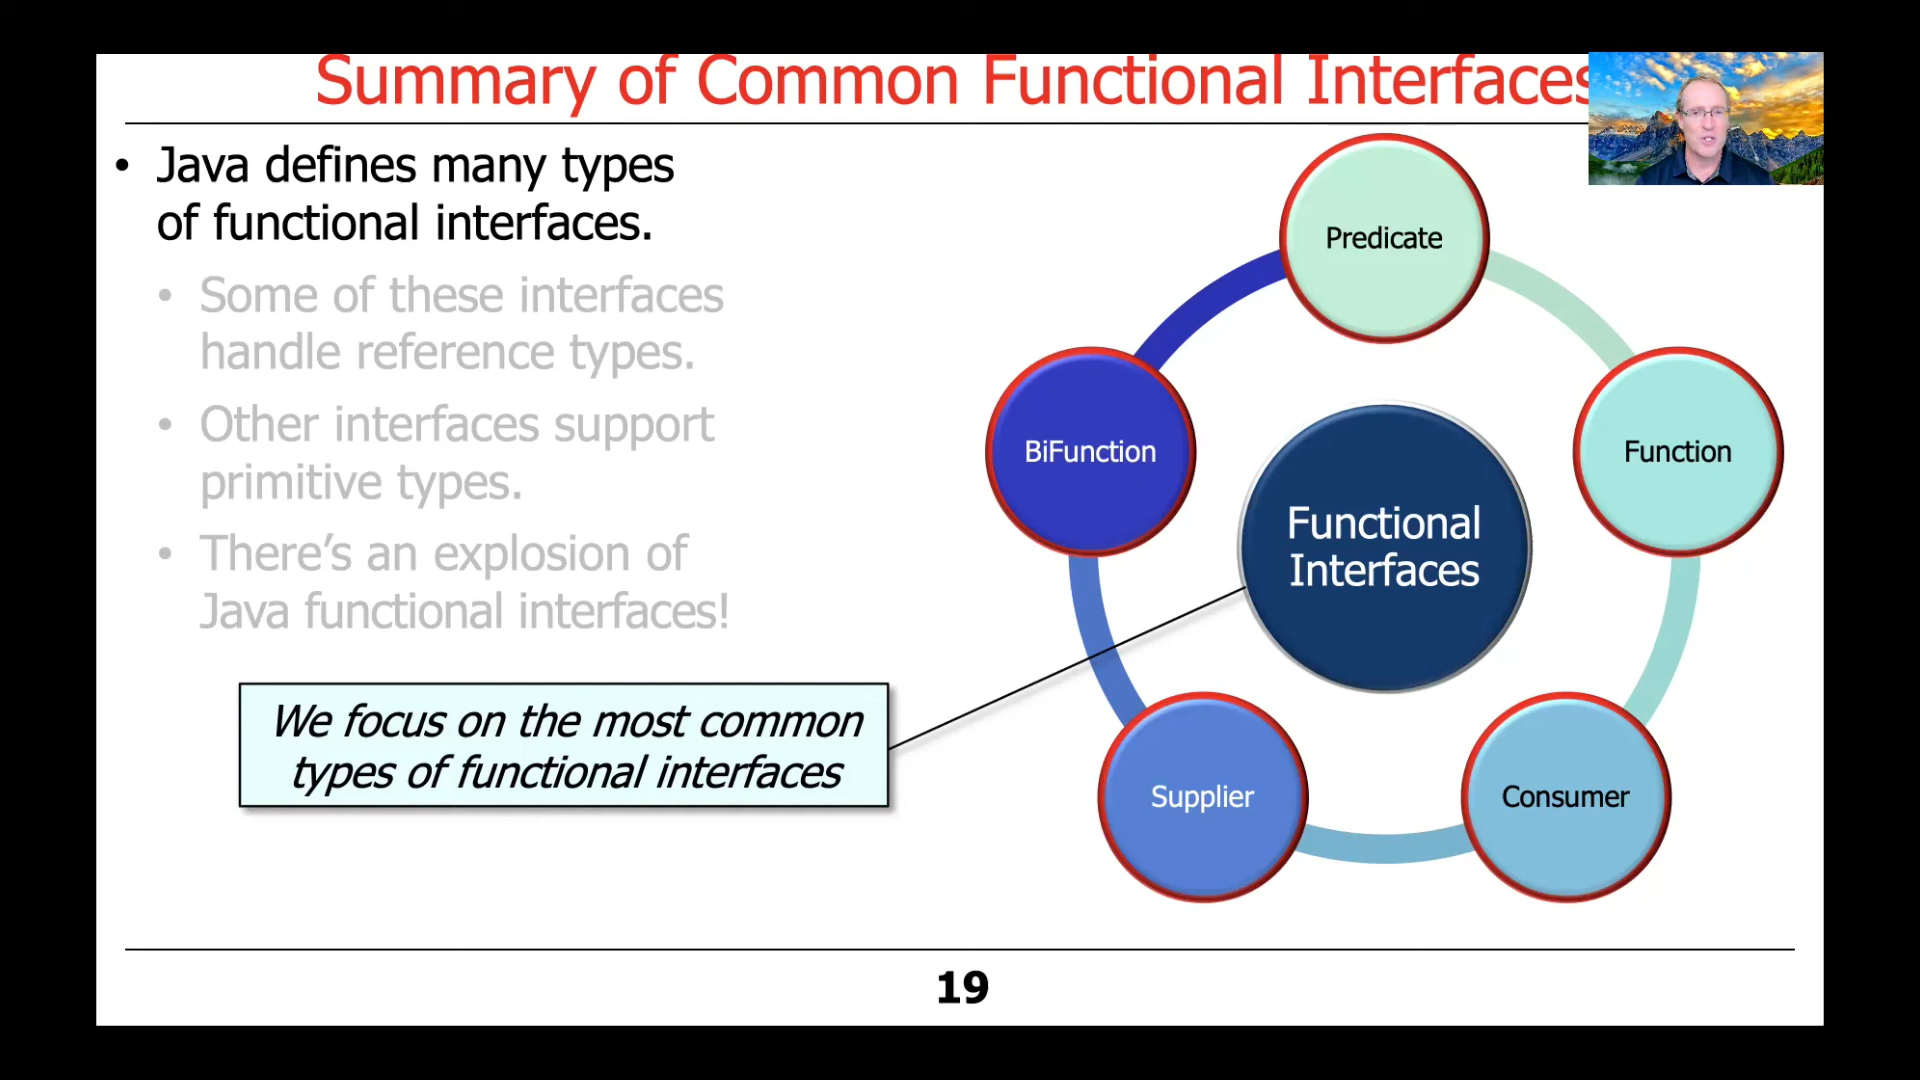 Summary of Common Functional Interfaces
• Java defines many types
of functional interfaces.
• Some of these interfaces
handle reference types.
• Other interfaces support
primitive types.
• There’s an explosion of
Java functional interfaces!
We focus on the most common
types of functional interfaces
Predicate
Function
Consumer
Supplier
BiFunction
Functional
Interfaces
19